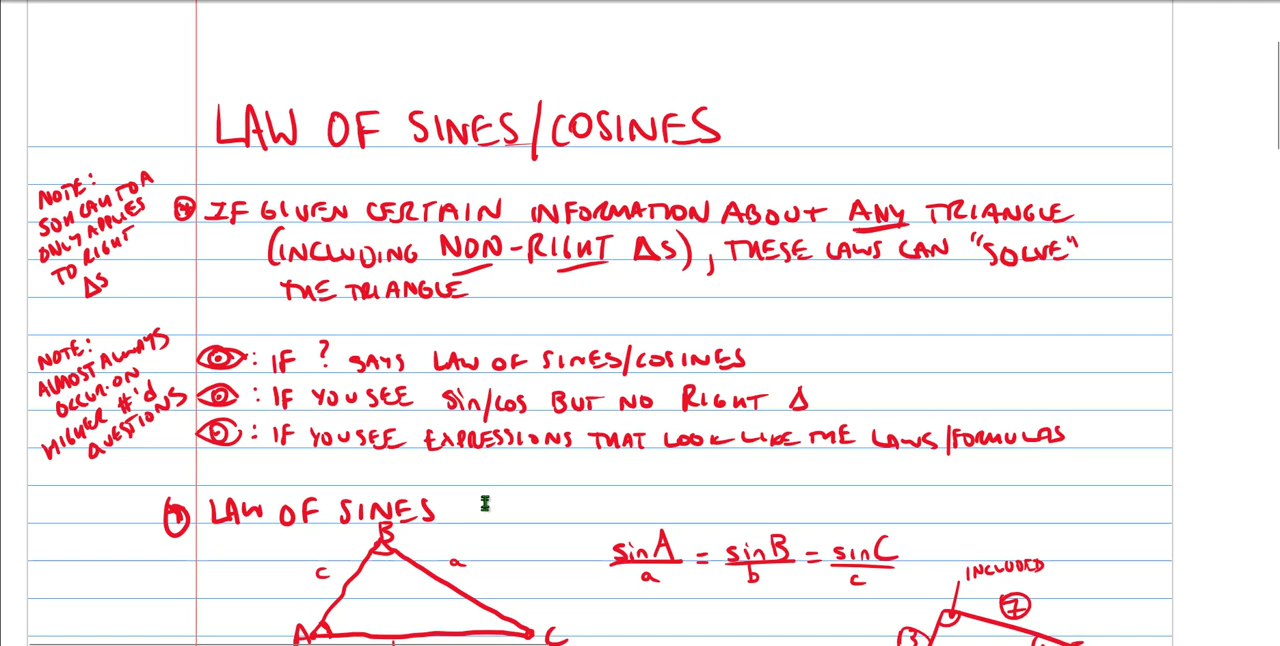 LAW OF SINES/COSINES
NOTE:
SOH CAH TOA
ONLY APPLIES
TO RIGHT
ΔS
IF GIVEN CERTAIN INFORMATION ABOUT ANY TRIANGLE
(INCLUDING NON-RIGHT ΔS), THESE LAWS CAN "SOLVE"
THE TRIANGLE
NOTE:
ALMOST ALWAYS
OCCUR ON
HIGHER #'d
QUESTIONS
: IF ? SAYS LAW OF SINES/COSINES
: IF YOU SEE sin/cos BUT NO RIGHT Δ
: IF YOU SEE EXPRESSIONS THAT LOOK LIKE THE LAWS/FORMULAS
LAW OF SINES
B
c
a
A
C
sinA/a = sinB/b = sinC/c
INCLUDED
7